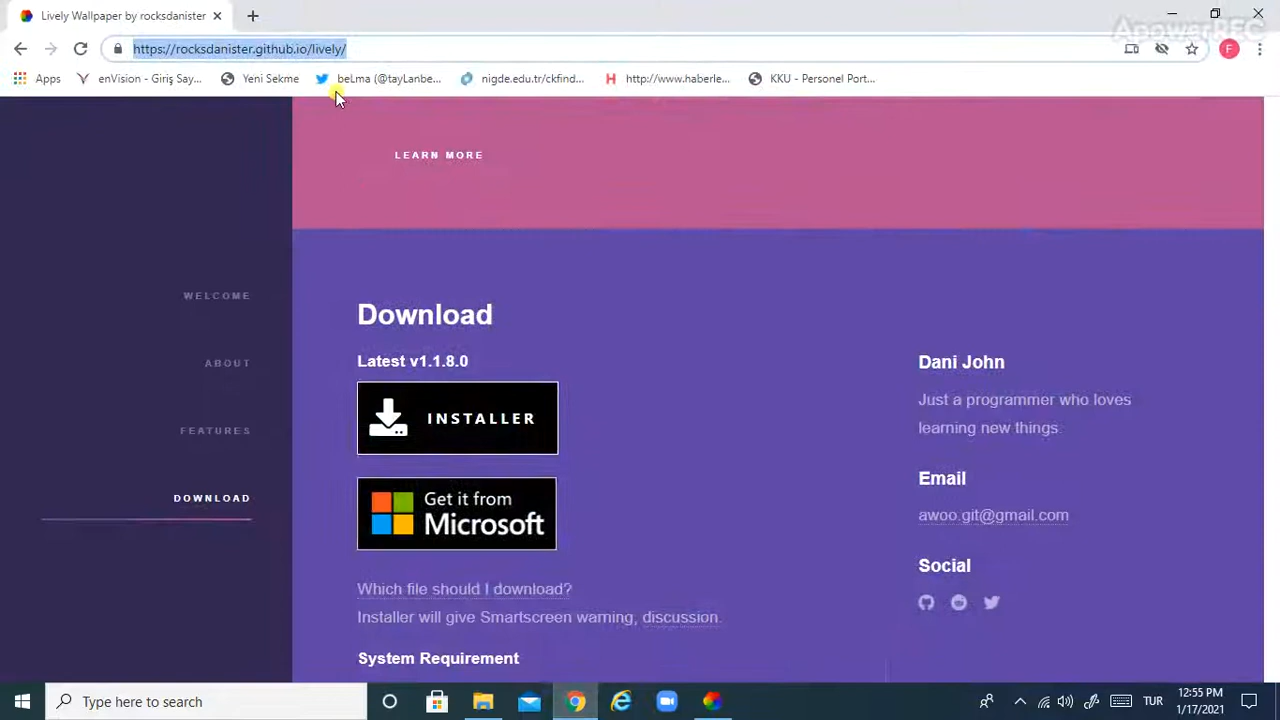 Lively Wallpaper by rocksdanister
ApowerREC
https://rocksdanister.github.io/lively/
F
Apps
enVision - Giriş Say...
Yeni Sekme
beLma (@tayLanbe...
nigde.edu.tr/ckfind...
H http://www.haberle...
KKU - Personel Port...
LEARN MORE
WELCOME
ABOUT
FEATURES
DOWNLOAD
Download
Latest v1.1.8.0
INSTALLER
Get it from
Microsoft
Which file should I download?
Installer will give Smartscreen warning, discussion.
System Requirement
Dani John
Just a programmer who loves
learning new things.
Email
awoo.git@gmail.com
Social
Type here to search
TUR
12:55 PM
1/17/2021